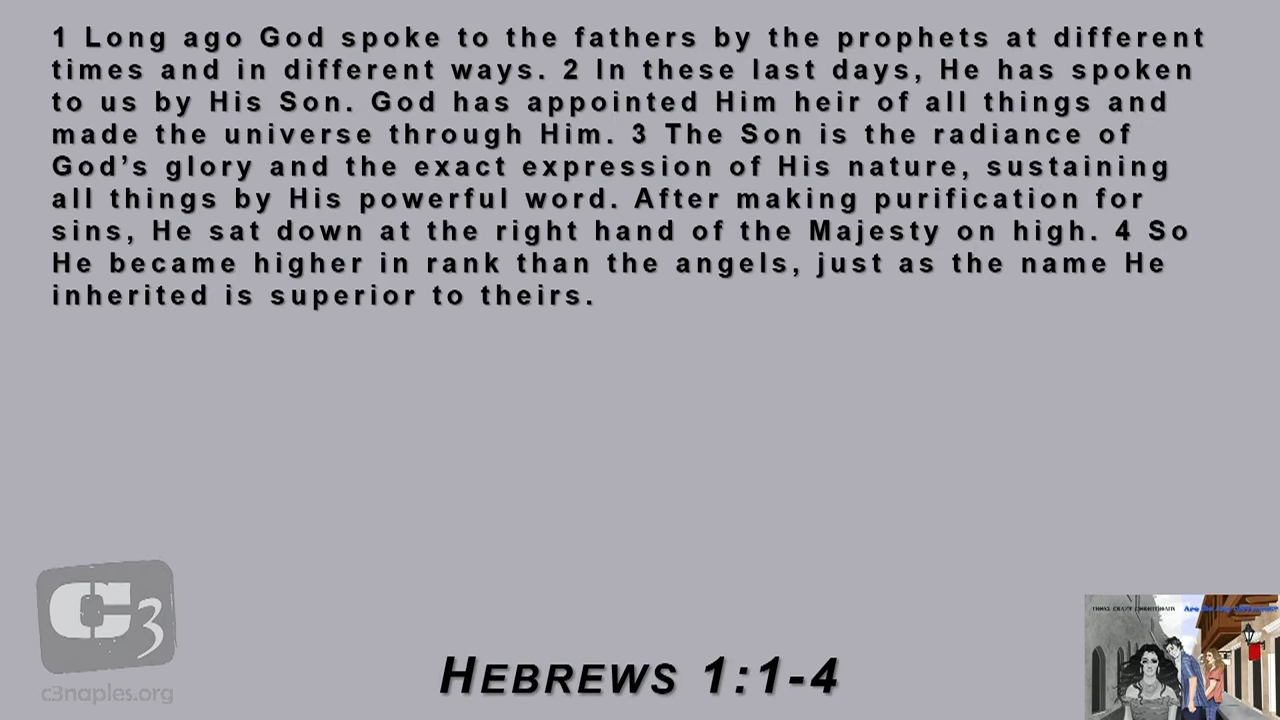 1 Long ago God spoke to the fathers by the prophets at different
times and in different ways. 2 In these last days, He has spoken
to us by His Son. God has appointed Him heir of all things and
made the universe through Him. 3 The Son is the radiance of
God’s glory and the exact expression of His nature, sustaining
all things by His powerful word. After making purification for
sins, He sat down at the right hand of the Majesty on high. 4 So
He became higher in rank than the angels, just as the name He
inherited is superior to theirs.
C3
c3naples.org
HEBREWS 1:1-4